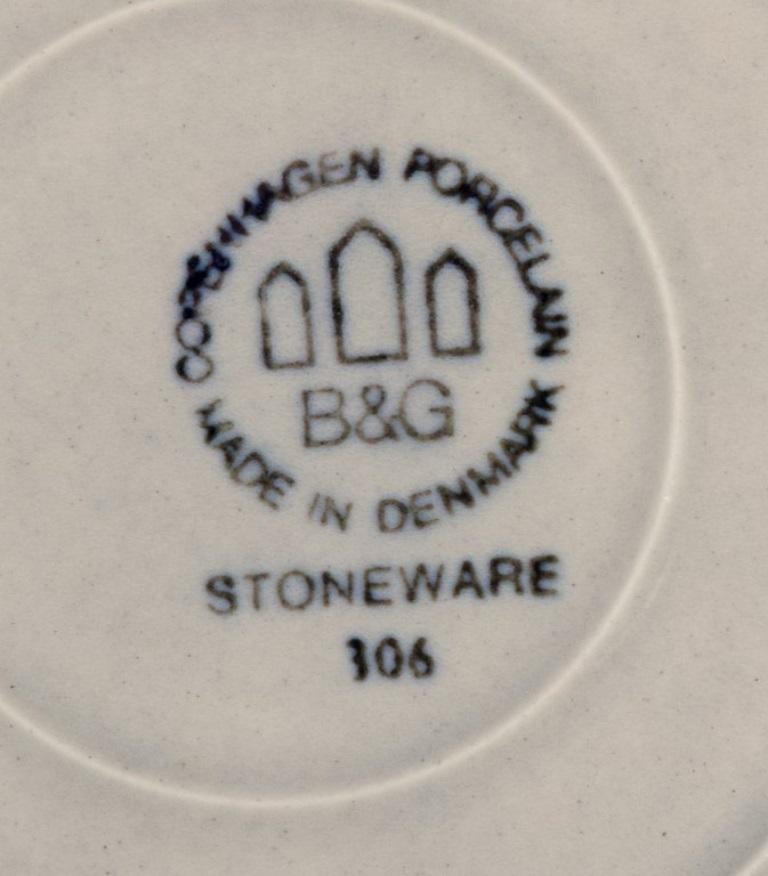 COPENHAGEN PORCELAIN
B&G
MADE IN DENMARK
STONEWARE
306